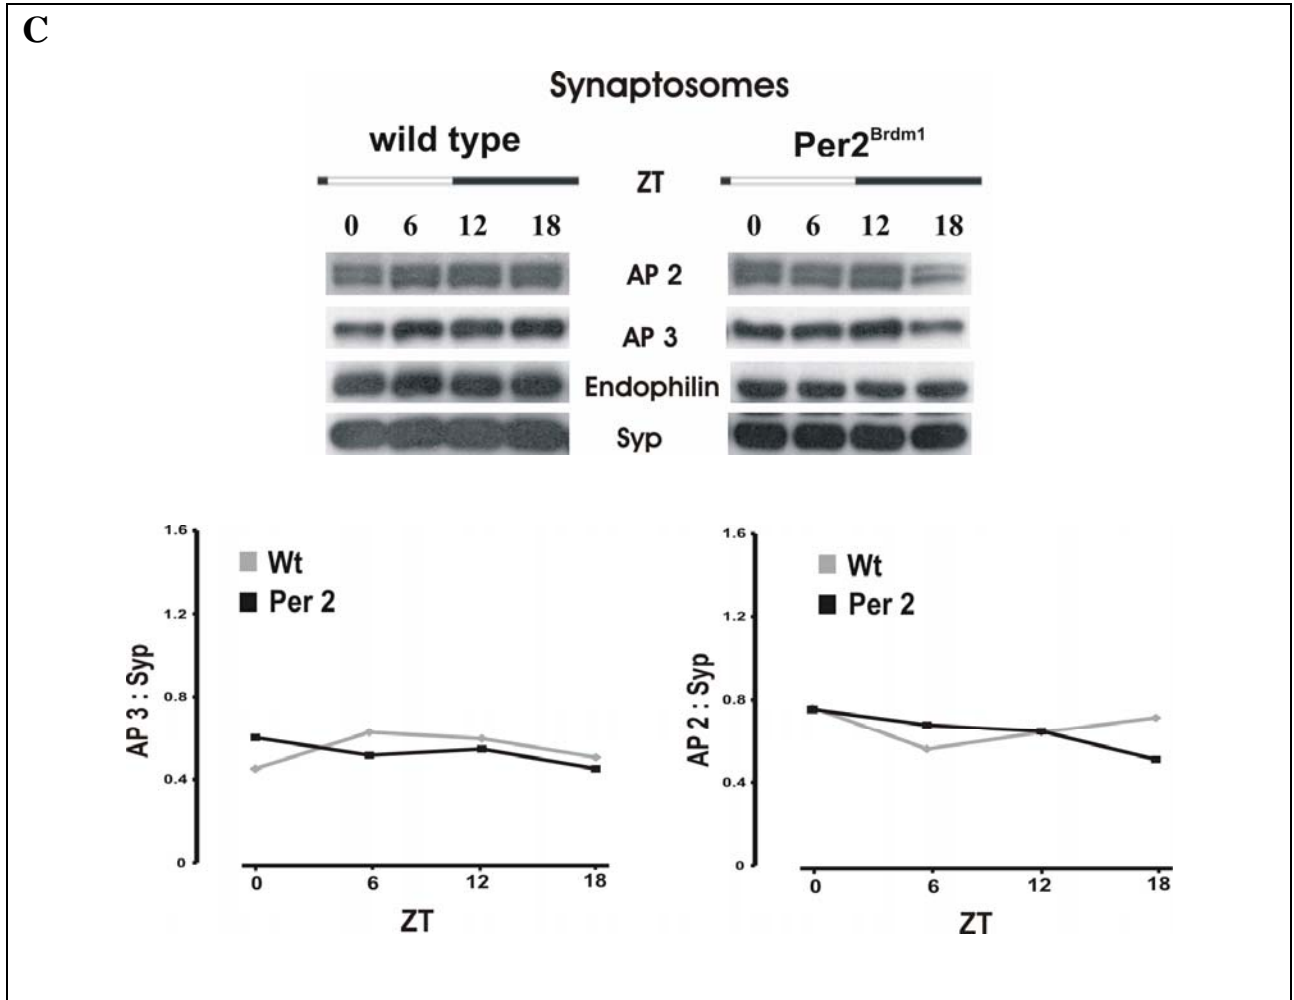 C
Synaptosomes
wild type
Per2Brdm1
ZT
0 6 12 18
0 6 12 18
AP 2
AP 3
Endophilin
Syp
1.6
1.2
0.8
0.4
0
AP 3 : Syp
Wt
Per 2
0 6 12 18
ZT
1.6
1.2
0.8
0.4
0
AP 2 : Syp
Wt
Per 2
0 6 12 18
ZT